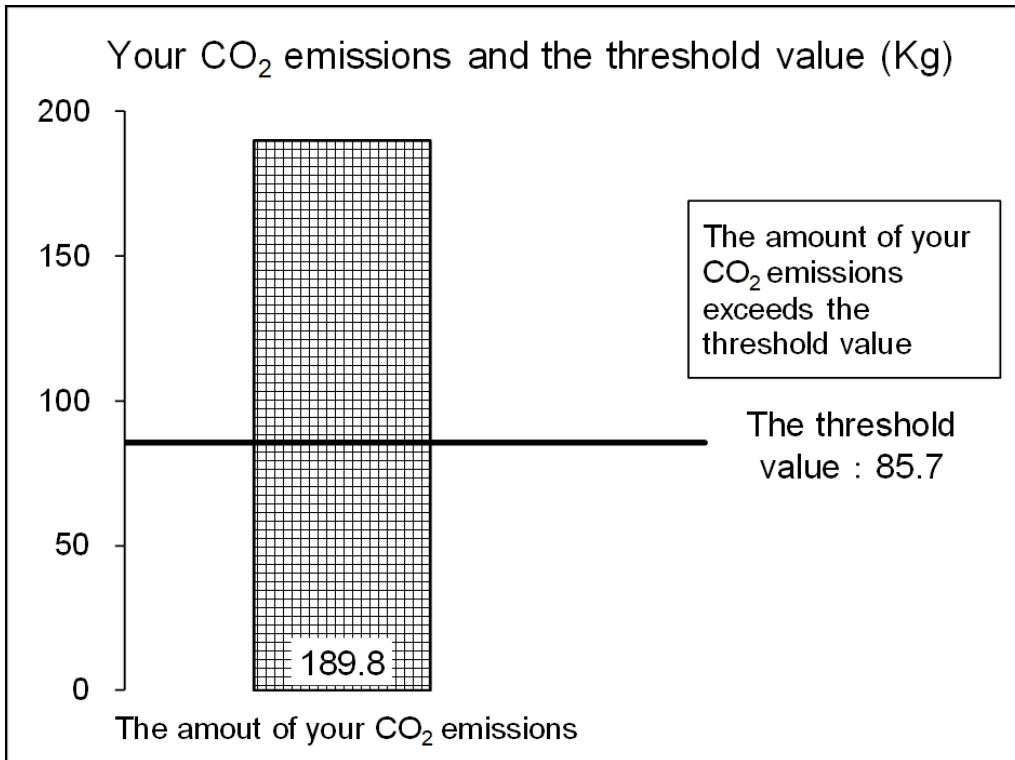 Your CO₂ emissions and the threshold value (Kg)
200
150
100
50
0
189.8
The amout of your CO₂ emissions
The amount of your
CO₂ emissions
exceeds the
threshold value
The threshold
value : 85.7